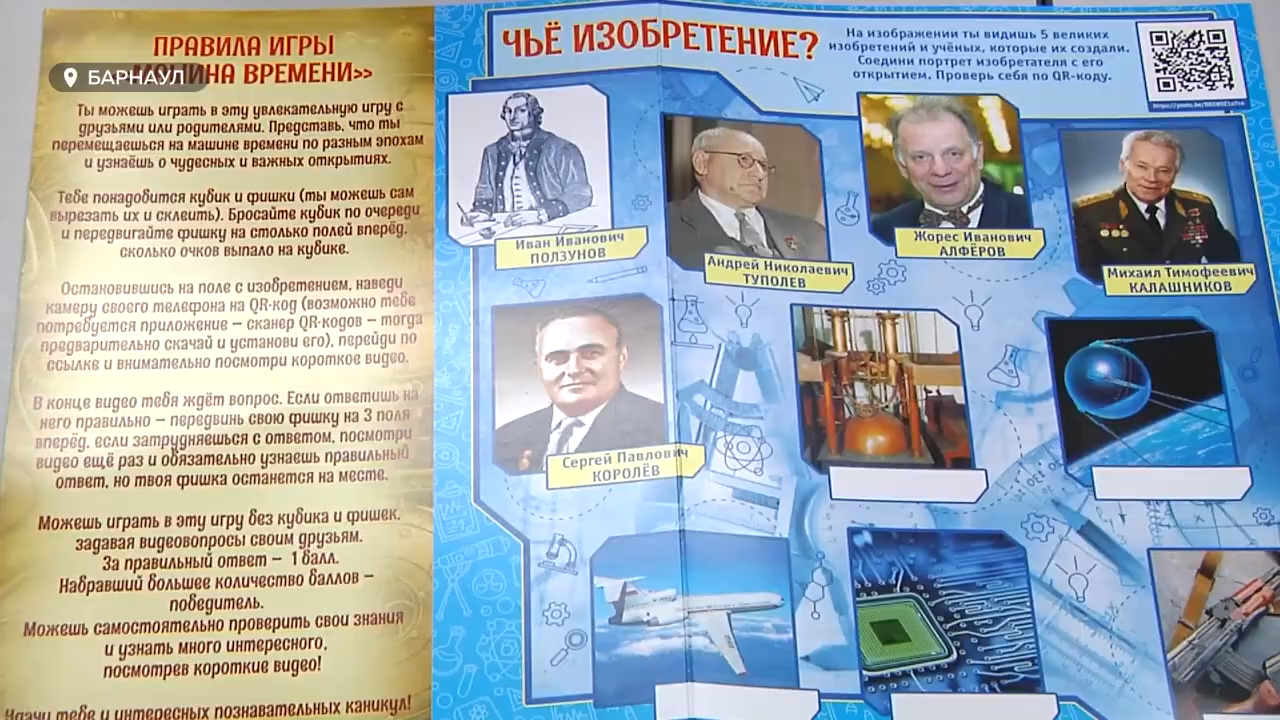 БАРНАУЛ
ПРАВИЛА ИГРЫ
ВРЕМЕНИ»
Ты можешь играть в эту увлекательную игру с
друзьями или родителями. Представь, что ты
перемещаешься на машине времени по разным эпохам
и узнаёшь о чудесных и важных открытиях.
Тебе понадобится кубик и фишки (ты можешь сам
вырезать их и склеить). Бросайте кубик по очереди
и передвигайте фишку на столько полей вперёд,
сколько очков выпало на кубике.
Остановившись на поле с изобретением, наведи
камеру своего телефона на QR-код (возможно тебе
потребуется приложение – сканер QR-кодов – тогда
предварительно скачай и установи его), перейди по
ссылке и внимательно посмотри короткое видео.
В конце видео тебя ждёт вопрос. Если ответишь на
него правильно – передвинь свою фишку на 3 поля
вперёд, если затрудняешься с ответом, посмотри
видео ещё раз и обязательно узнаешь правильный
ответ, но твоя фишка останется на месте.
Можешь играть в эту игру без кубика и фишек,
задавая видеовопросы своим друзьям.
За правильный ответ – 1 балл.
Набравший большее количество баллов –
победитель.
Можешь самостоятельно проверить свои знания
и узнать много интересного,
посмотрев короткие видео!
Удачи тебе и интересных познавательных каникул!
ЧЬЁ ИЗОБРЕТЕНИЕ?
На изображении ты видишь 5 великих
изобретений и учёных, которые их создали.
Соедини портрет изобретателя с его
открытием. Проверь себя по QR-коду.
Иван Иванович
ПОЛЗУНОВ
Андрей Николаевич
ТУПОЛЕВ
Жорес Иванович
АЛФЁРОВ
Михаил Тимофеевич
КАЛАШНИКОВ
Сергей Павлович
КОРОЛЁВ